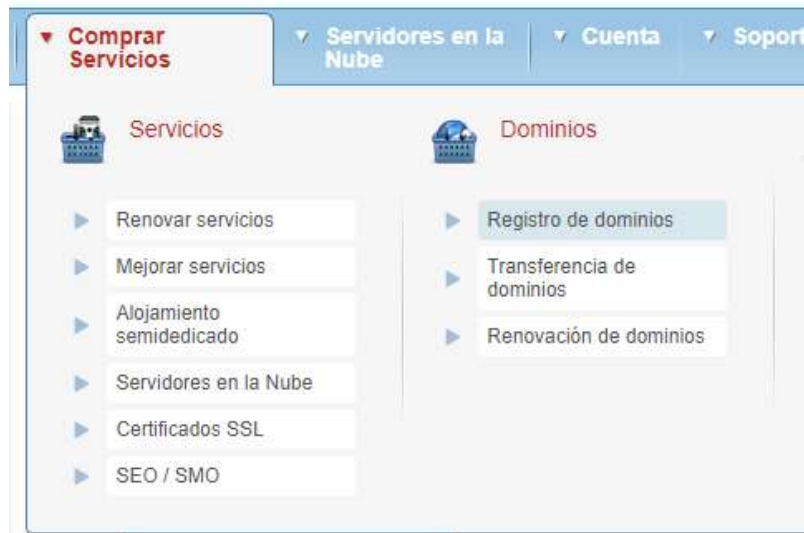 Comprar
Servicios
Servidores en la
Nube
Cuenta
Servicios
Dominios
Renovar servicios
Mejorar servicios
Alojamiento
semidedicado
Servidores en la Nube
Certificados SSL
SEO / SMO
Registro de dominios
Transferencia de
dominios
Renovación de dominios